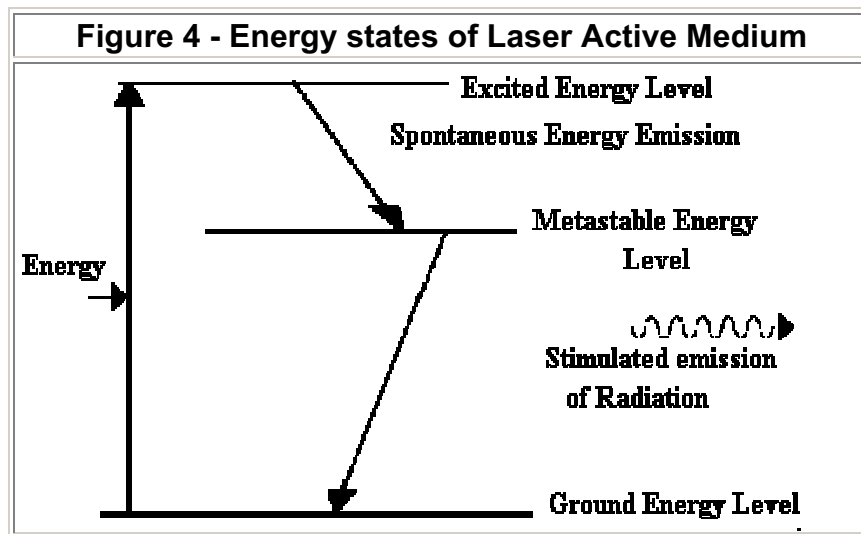 Figure 4 - Energy states of Laser Active Medium
Excited Energy Level
Spontaneous Energy Emission
Metastable Energy
Level
Energy
Stimulated emission
of Radiation
Ground Energy Level